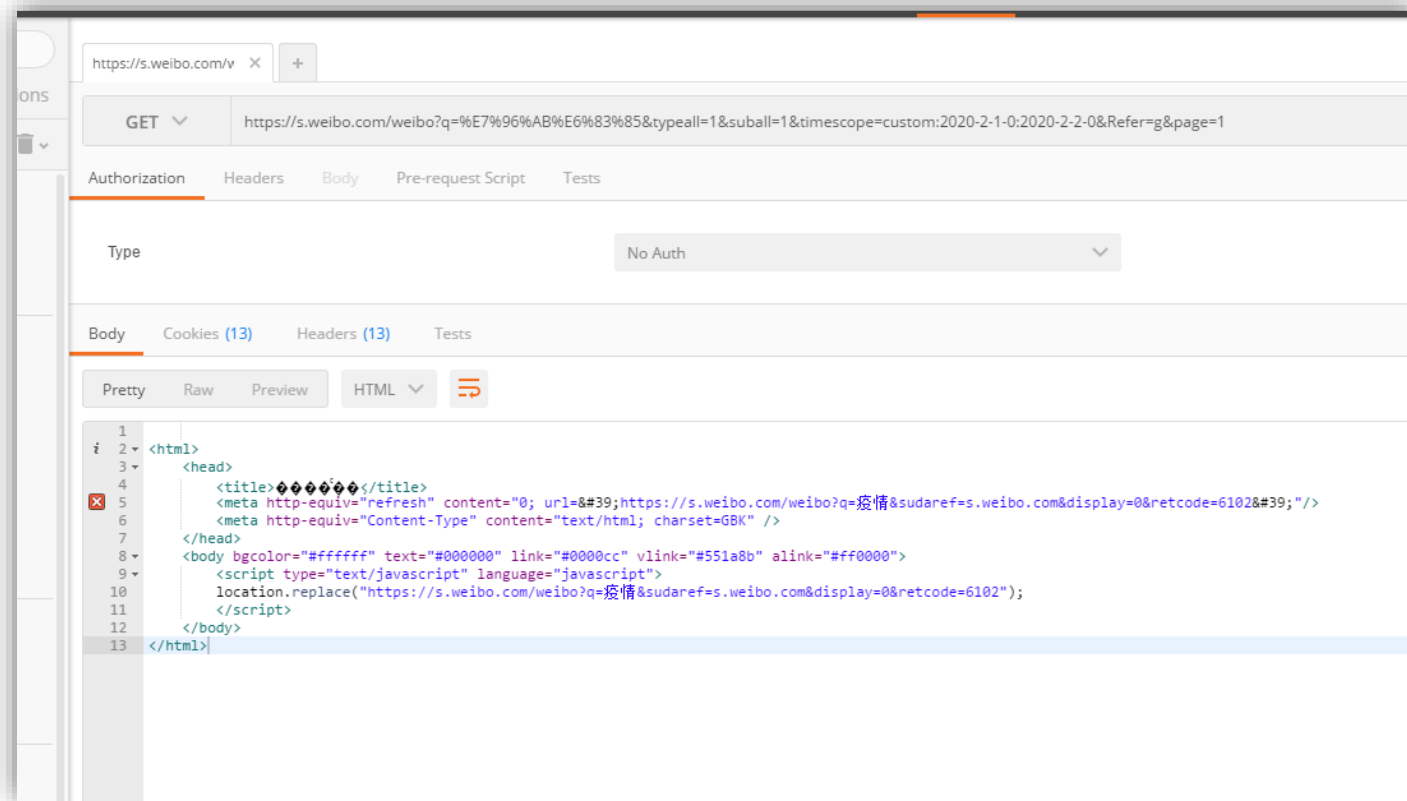 https://s.weibo.com/w × +
ions
GET https://s.weibo.com/weibo?q=%E7%96%AB%E6%83%85&typeall=1&suball=1&timescope=custom:2020-2-1-0:2020-2-2-0&Refer=g&page=1
Authorization Headers Body Pre-request Script Tests
Type No Auth
Body Cookies (13) Headers (13) Tests
Pretty Raw Preview HTML
1
i 2 <html>
3 <head>
4 <title>������</title>
5 <meta http-equiv="refresh" content="0; url=&#39;https://s.weibo.com/weibo?q=疫情&sudaref=s.weibo.com&display=0&retcode=6102&#39;"/>
6 <meta http-equiv="Content-Type" content="text/html; charset=GBK" />
7 </head>
8 <body bgcolor="#ffffff" text="#000000" link="#0000cc" vlink="#551a8b" alink="#ff0000">
9 <script type="text/javascript" language="javascript">
10 location.replace("https://s.weibo.com/weibo?q=疫情&sudaref=s.weibo.com&display=0&retcode=6102");
11 </script>
12 </body>
13 </html>